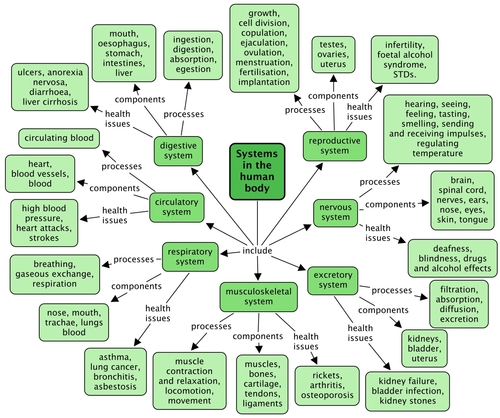 growth,
cell division,
copulation,
ejaculation,
ovulation,
menstruation,
fertilisation,
implantation
mouth,
oesophagus,
stomach,
intestines,
liver
ingestion,
digestion,
absorption,
egestion
testes,
ovaries,
uterus
infertility,
foetal alcohol
syndrome,
STDs.
ulcers, anorexia
nervosa,
diarrhoea,
liver cirrhosis
components
processes
health
issues
digestive
system
processes
components
health
issues
reproductive
system
hearing, seeing,
feeling, tasting,
smelling, sending
and receiving impulses,
regulating
temperature
circulating blood
processes
Systems
in the
human
body
heart,
blood vessels,
blood
components
circulatory
system
nervous
system
processes
components
health
issues
brain,
spinal cord,
nerves, ears,
nose, eyes,
skin, tongue
high blood
pressure,
heart attacks,
strokes
health
issues
include
deafness,
blindness, drugs
and alcohol effects
breathing,
gaseous exchange,
respiration
processes
respiratory
system
components
health
issues
musculoskeletal
system
excretory
system
processes
components
health
issues
filtration,
absorption,
diffusion,
excretion
nose, mouth,
trachae, lungs
blood
processes
components
health
issues
kidneys,
bladder,
uterus
asthma,
lung cancer,
bronchitis,
asbestosis
muscle
contraction
and relaxation,
locomotion,
movement
muscles,
bones,
cartilage,
tendons,
ligaments
rickets,
arthritis,
osteoporosis
kidney failure,
bladder infection,
kidney stones